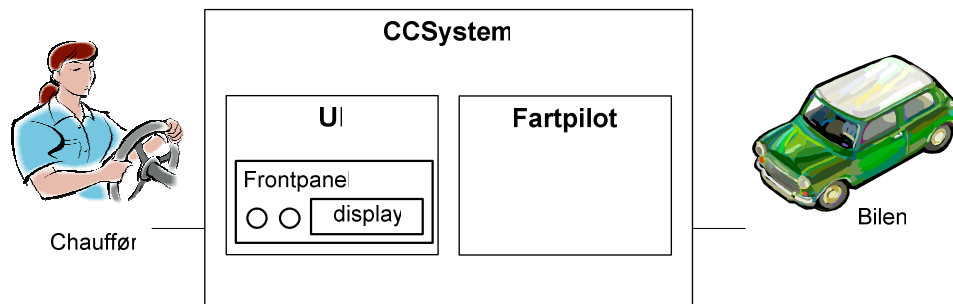 CCSystem
UI
Fartpilot
Frontpanel
display
Chauffør
Bilen